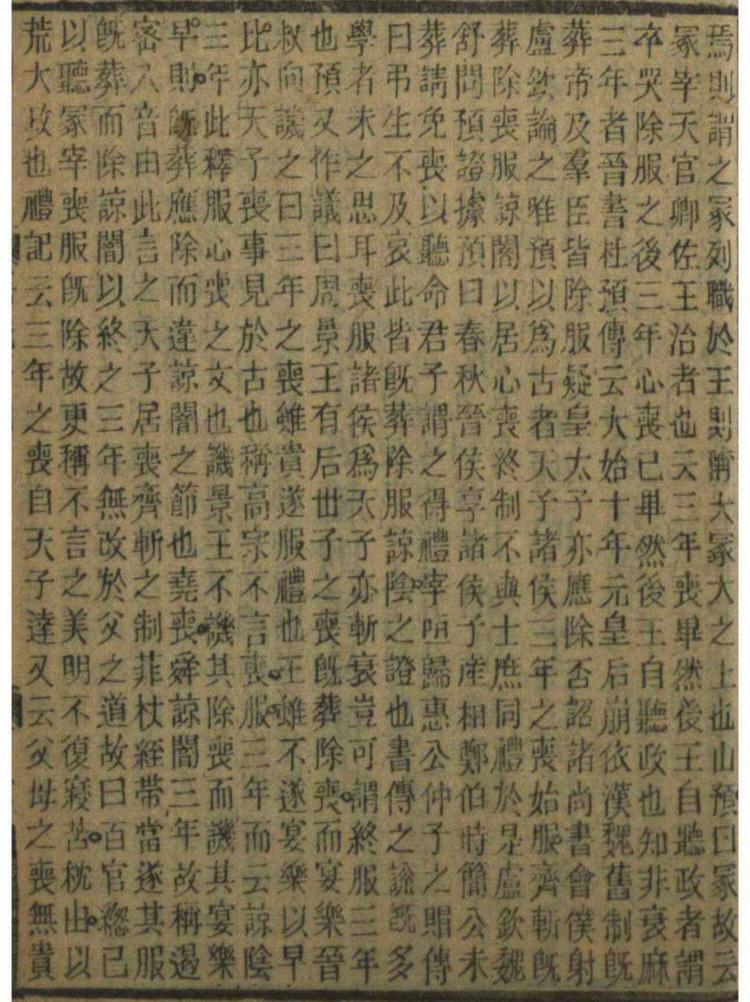 焉則謂之冢列職於王則謂大冢大之上也山預曰冢故云
冢宰天官卿佐王治者也云三年喪畢然後王自聽政者謂
卒哭除服之後三年心喪已畢然後王自聽政也知非衰麻
三年者晉書杜預傳云大始十年元皇后崩依漢魏舊制既
葬帝及羣臣皆除服疑皇太子亦應除否詔諸尚書會僕射
盧欽論之唯預以爲古者天子諸侯三年之喪始服齊斬既
葬除喪服諒闇以居心喪終制不與士庶同禮於是盧欽魏
舒問預證據預曰春秋晉侯享諸侯子產相鄭伯時簡公未
葬請免喪以聽命君子謂之得禮宰咺歸惠公仲子之賵傳
曰弔生不及哀此皆旣葬除服諒陰之證也書傳之說旣多
學者未之思耳喪服諸侯爲天子亦斬衰豈可謂終服三年
也預又作議曰周景王有后世子之喪旣葬除喪而宴樂晉
叔向譏之曰三年之喪雖貴遂服禮也王雖不遂宴樂以早
比亦天子喪事見於古也稱高宗不言喪服三年而云諒陰
三年此釋服心喪之文也譏景王不譏其除喪而譏其宴樂
早則旣葬應除而違諒闇之節也堯喪舜諒闇三年故稱遏
密八音由此言之天子居喪齊斬之制菲杖絰帶當遂其服
旣葬而除諒闇以終之三年無改於父之道故曰百官緫己
以聽冢宰喪服旣除故更稱不言之美明不復寢苫枕凷以
荒大政也禮記云三年之喪自天子達又云父母之喪無貴